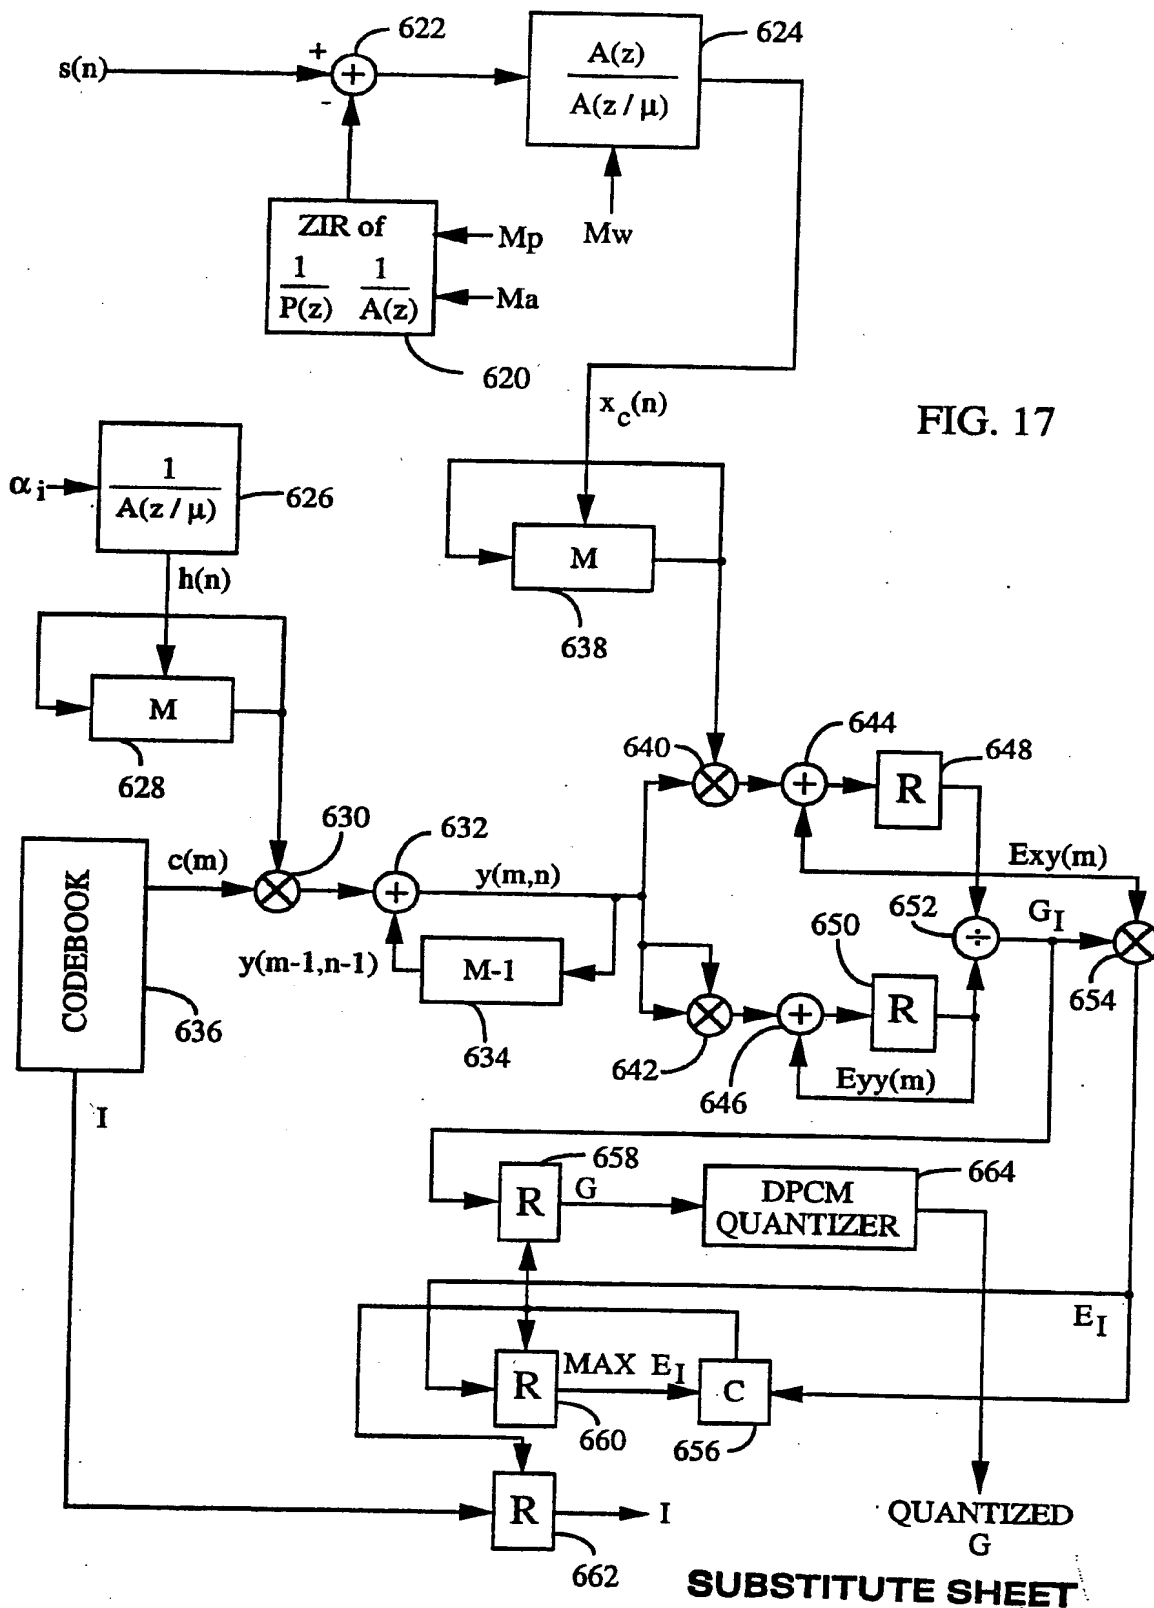 622
624
s(n)
+
+
-
A(z)
A(z / μ)
ZIR of
1
P(z)
1
A(z)
Mp
Ma
Mw
620
x_c(n)
FIG. 17
α_i
1
A(z / μ)
626
h(n)
M
638
M
628
644
640
648
+
R
630
632
CODEBOOK
c(m)
+
y(m,n)
Exy(m)
652
G_I
÷
650
y(m-1,n-1)
M-1
654
636
634
+
R
642
646
Eyy(m)
I
658
664
R
G
DPCM
QUANTIZER
E_I
R
MAX E_I
C
660
656
R
I
662
QUANTIZED
G
SUBSTITUTE SHEET